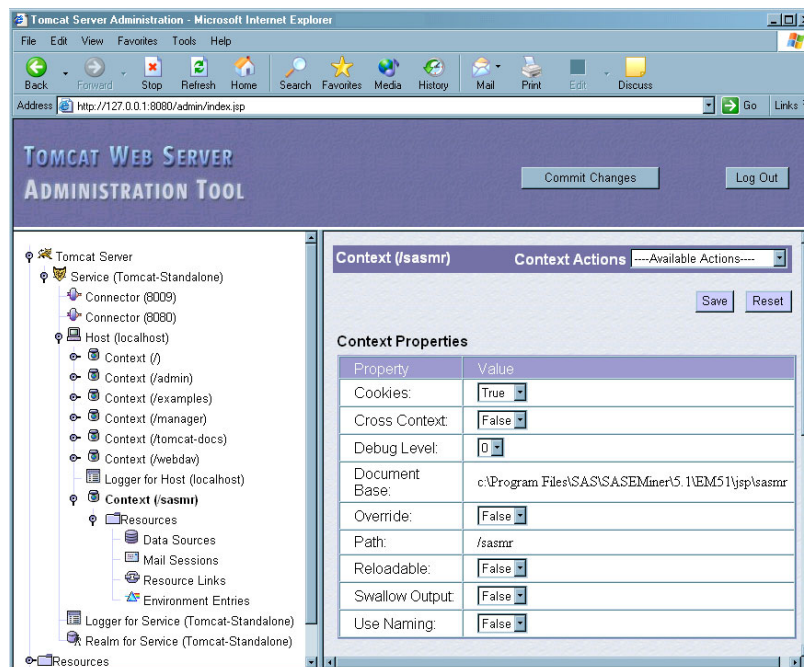 Tomcat Server Administration - Microsoft Internet Explorer
File Edit View Favorites Tools Help
Back Forward Stop Refresh Home Search Favorites Media History Mail Print Edit Discuss
Address http://127.0.0.1:8080/admin/index.jsp Go Links
TOMCAT WEB SERVER
ADMINISTRATION TOOL
Commit Changes Log Out
Tomcat Server
Service (Tomcat-Standalone)
Connector (8009)
Connector (8080)
Host (localhost)
Context (/)
Context (/admin)
Context (/examples)
Context (/manager)
Context (/tomcat-docs)
Context (/webdav)
Logger for Host (localhost)
Context (/sasmr)
Resources
Data Sources
Mail Sessions
Resource Links
Environment Entries
Logger for Service (Tomcat-Standalone)
Realm for Service (Tomcat-Standalone)
Resources
Context (/sasmr) Context Actions ----Available Actions----
Save Reset
Context Properties
Property Value
Cookies: True
Cross Context: False
Debug Level: 0
Document
Base: c:\Program Files\SAS\SASEMiner\5.1\EM51\jsp\sasmr
Override: False
Path: /sasmr
Reloadable: False
Swallow Output: False
Use Naming: False